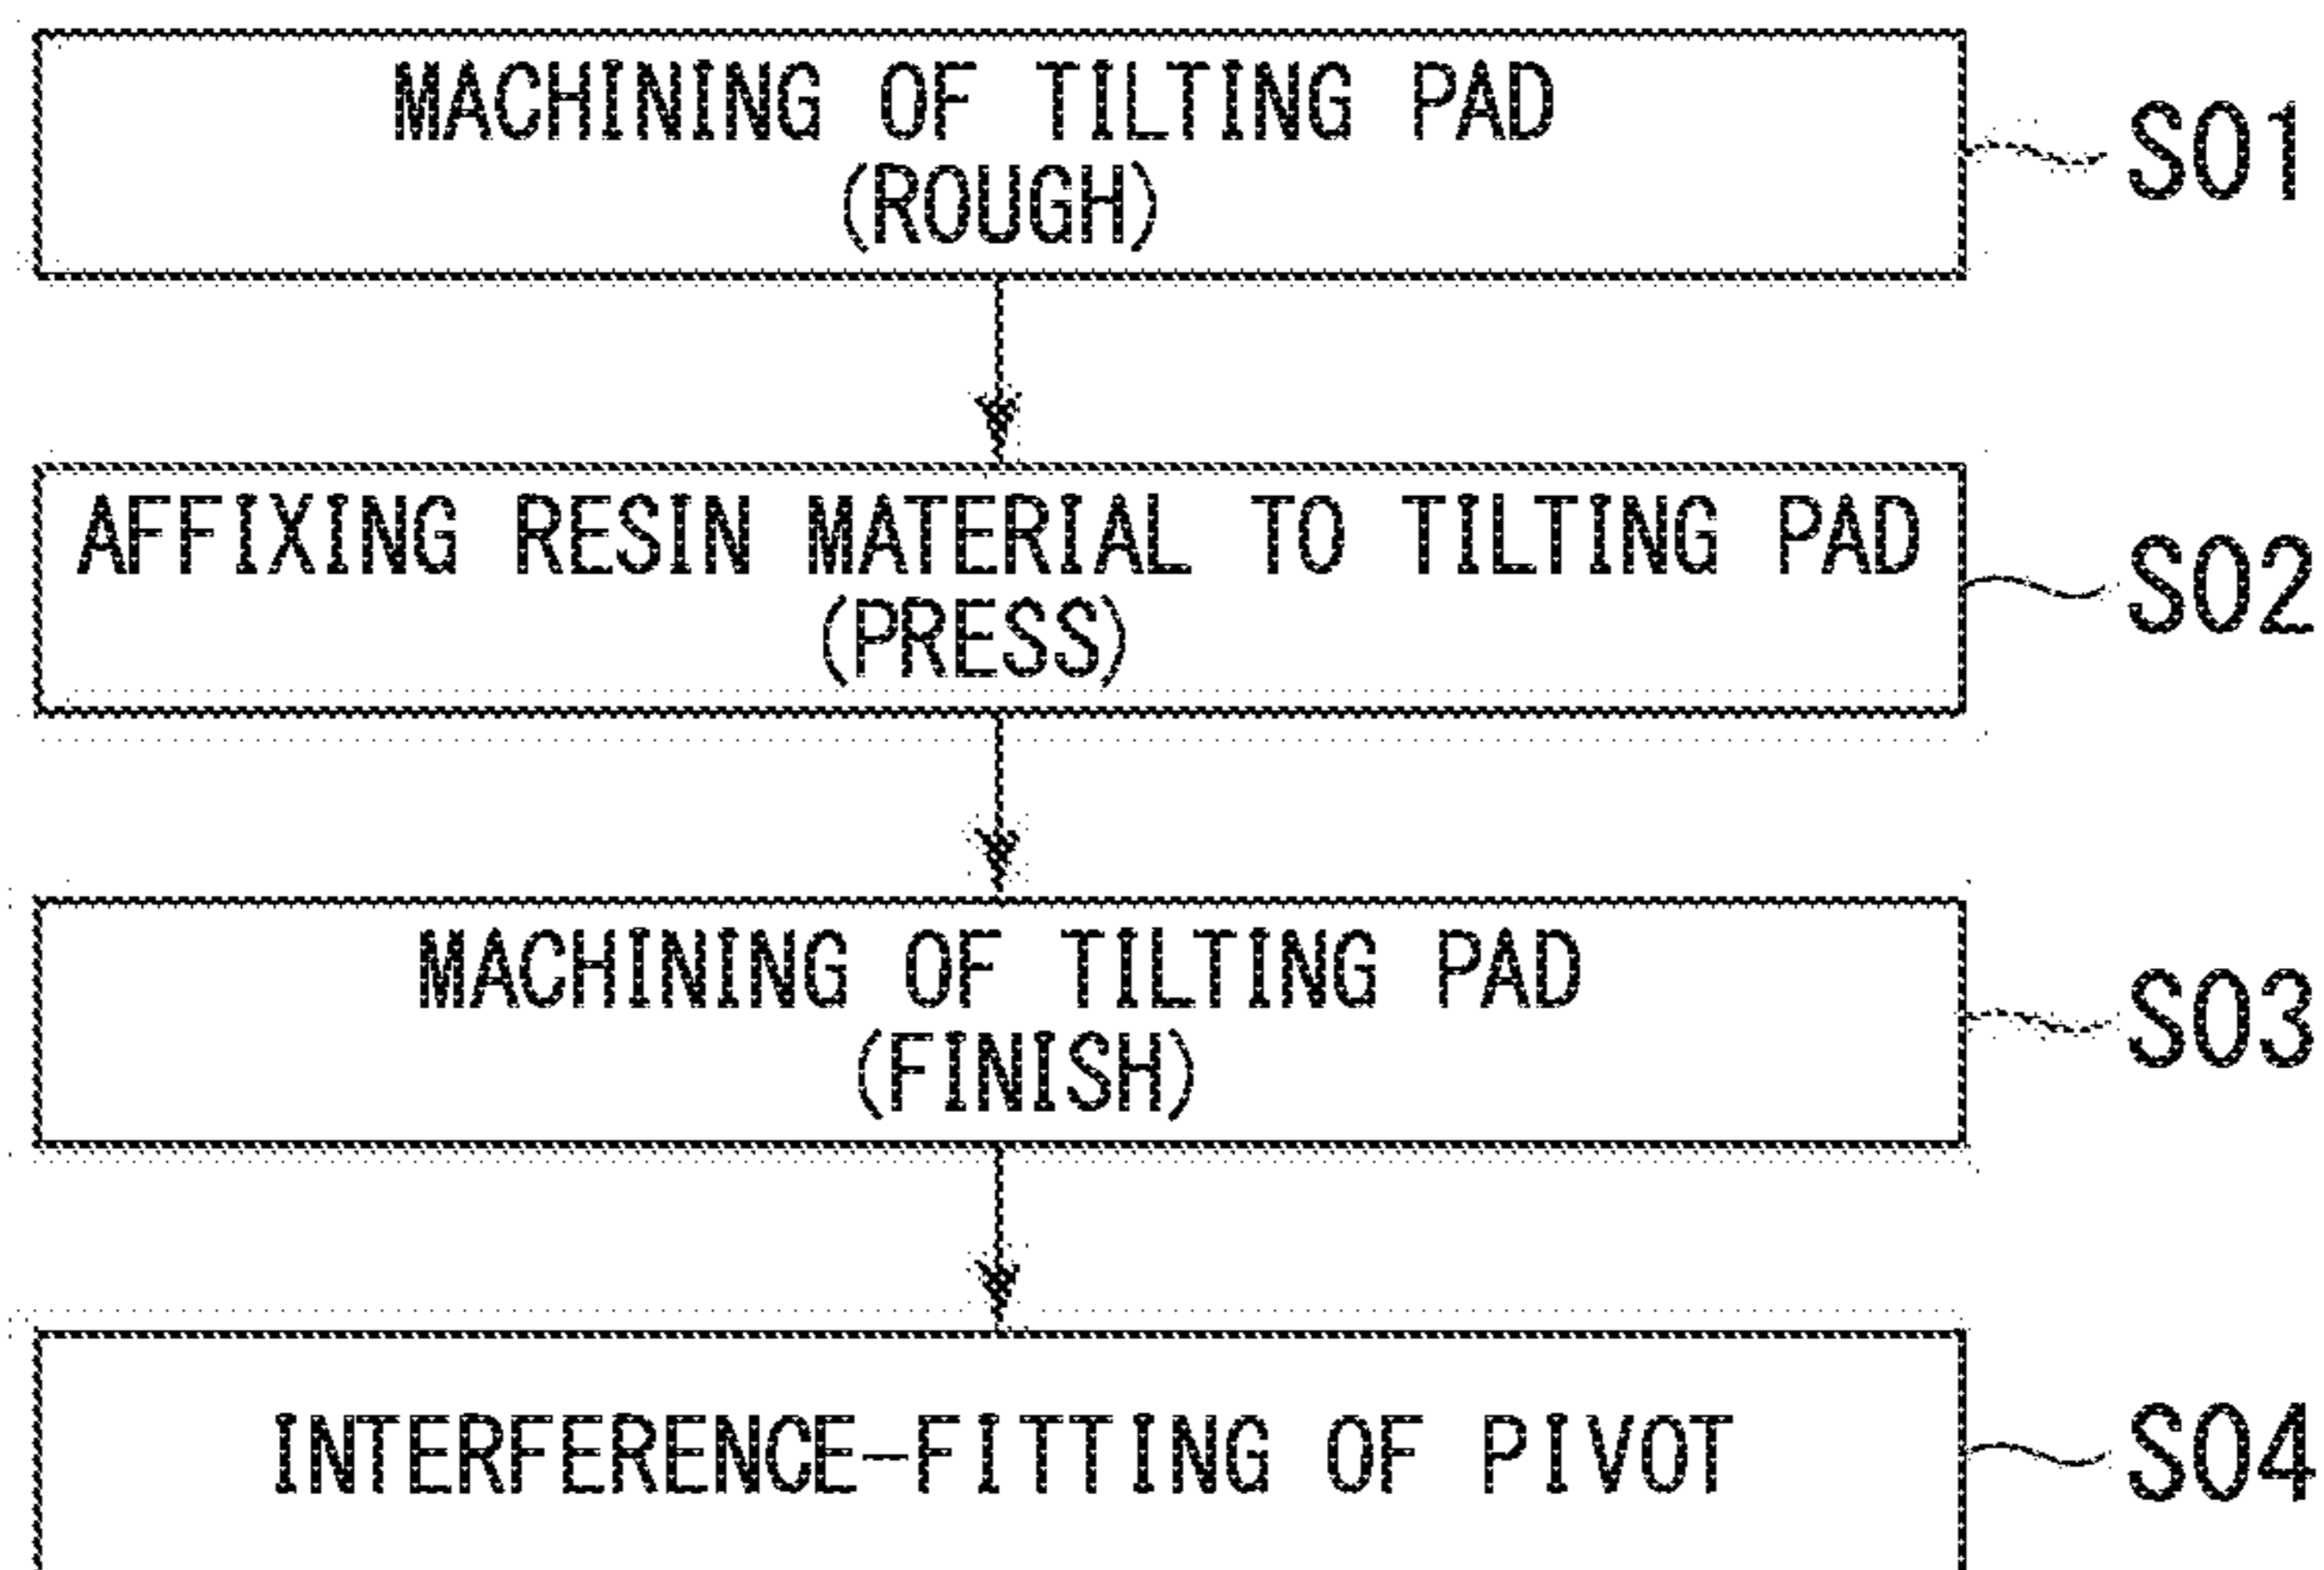 MACHINING OF TILTING PAD
(ROUGH)
S01
AFFIXING RESIN MATERIAL TO TILTING PAD
(PRESS)
S02
MACHINING OF TILTING PAD
(FINISH)
S03
INTERFERENCE-FITTING OF PIVOT
S04